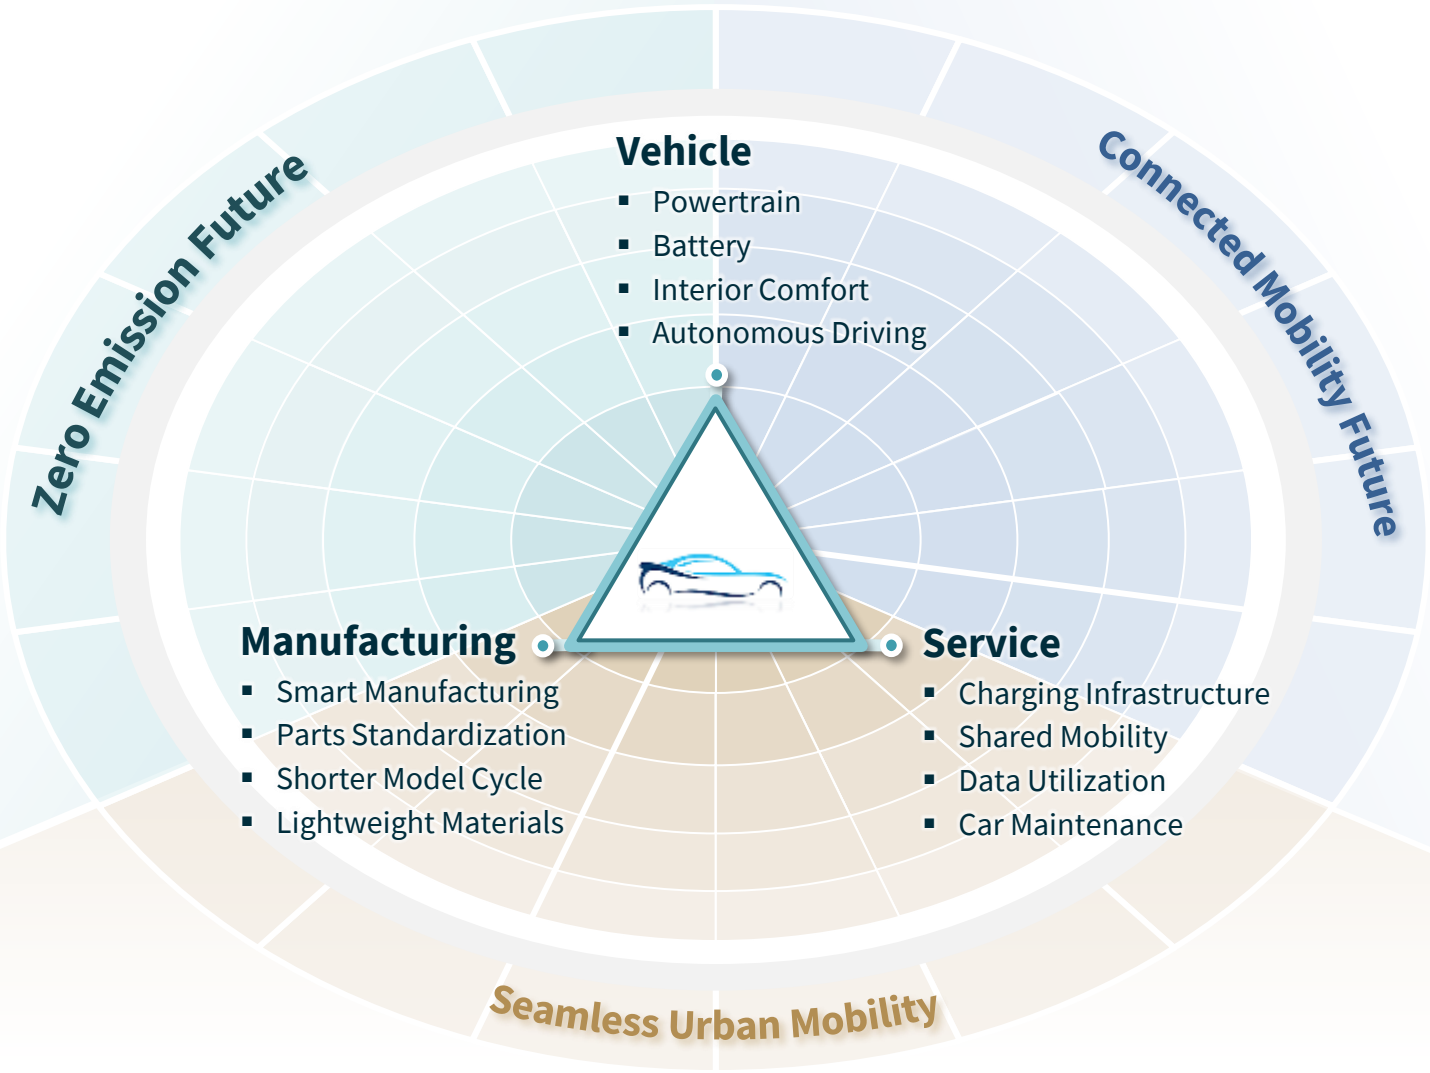 Vehicle
▪ Powertrain
▪ Battery
▪ Interior Comfort
▪ Autonomous Driving
Zero Emission Future
Connected Mobility Future
Manufacturing
▪ Smart Manufacturing
▪ Parts Standardization
▪ Shorter Model Cycle
▪ Lightweight Materials
Service
▪ Charging Infrastructure
▪ Shared Mobility
▪ Data Utilization
▪ Car Maintenance
Seamless Urban Mobility